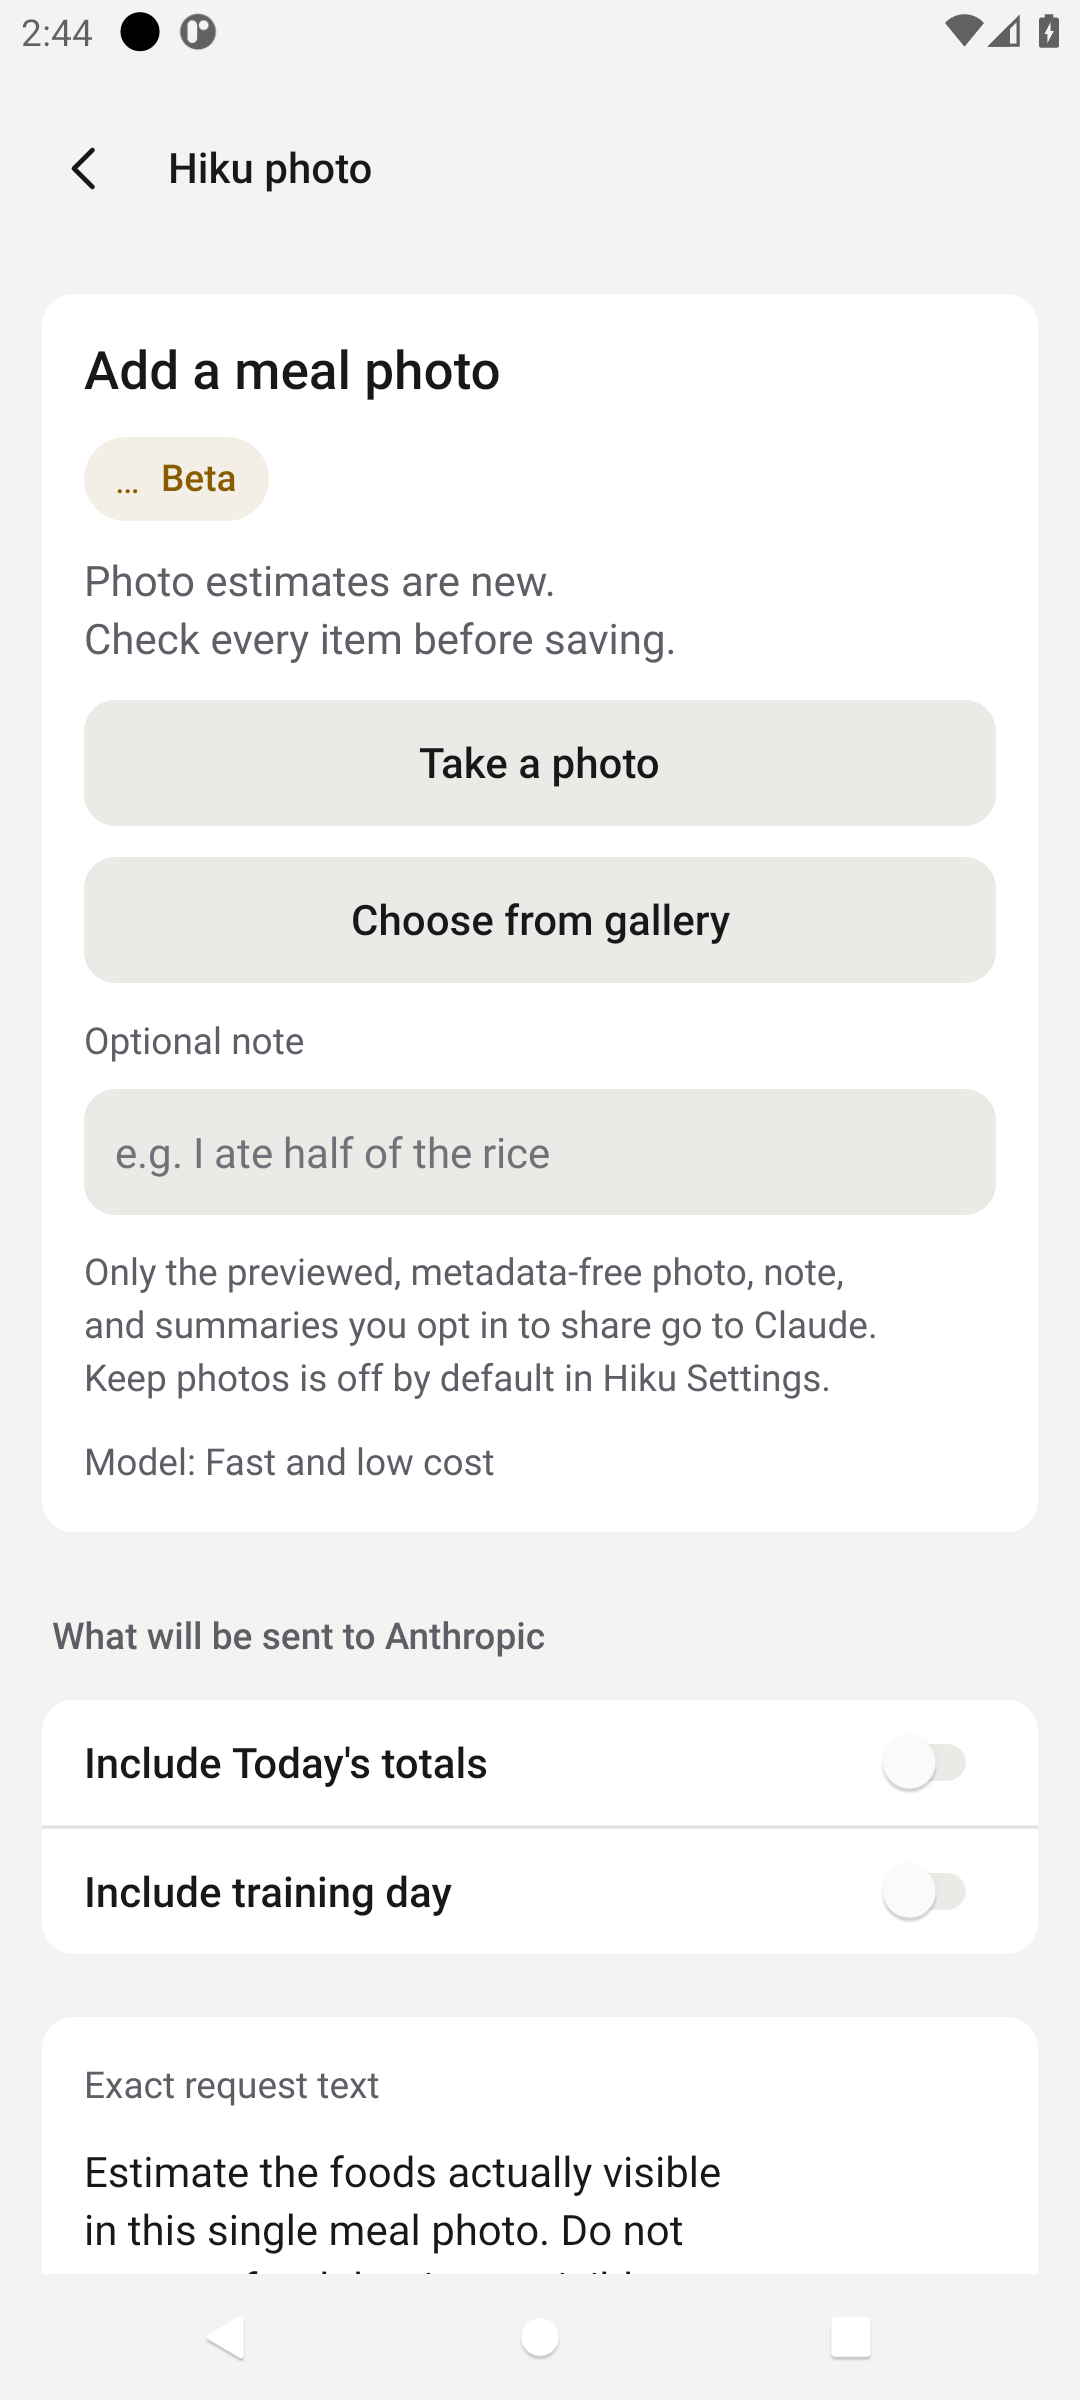 2:44
Hiku photo
Add a meal photo
... Beta
Photo estimates are new.
Check every item before saving.
Take a photo
Choose from gallery
Optional note
e.g. I ate half of the rice
Only the previewed, metadata-free photo, note,
and summaries you opt in to share go to Claude.
Keep photos is off by default in Hiku Settings.
Model: Fast and low cost
What will be sent to Anthropic
Include Today's totals
Include training day
Exact request text
Estimate the foods actually visible
in this single meal photo. Do not